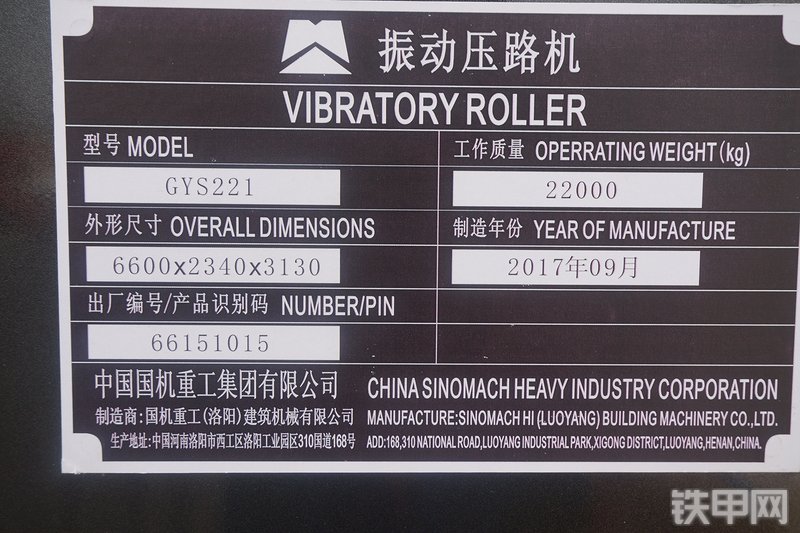 振动压路机
VIBRATORY ROLLER
型号 MODEL
GYS221
工作质量 OPERRATING WEIGHT(kg)
22000
外形尺寸 OVERALL DIMENSIONS
6600x2340x3130
制造年份 YEAR OF MANUFACTURE
2017年09月
出厂编号/产品识别码 NUMBER/PIN
66151015
中国国机重工集团有限公司 CHINA SINOMACH HEAVY INDUSTRY CORPORATION
制造商:国机重工(洛阳)建筑机械有限公司 MANUFACTURE:SINOMACH HI (LUOYANG) BUILDING MACHINERY CO.,LTD.
生产地址:中国河南洛阳市西工区洛阳工业园区310国道168号 ADD:168,310 NATIONAL ROAD,LUOYANG INDUSTRIAL PARK,XIGONG DISTRICT,LUOYANG,HENAN,CHINA.
铁甲网